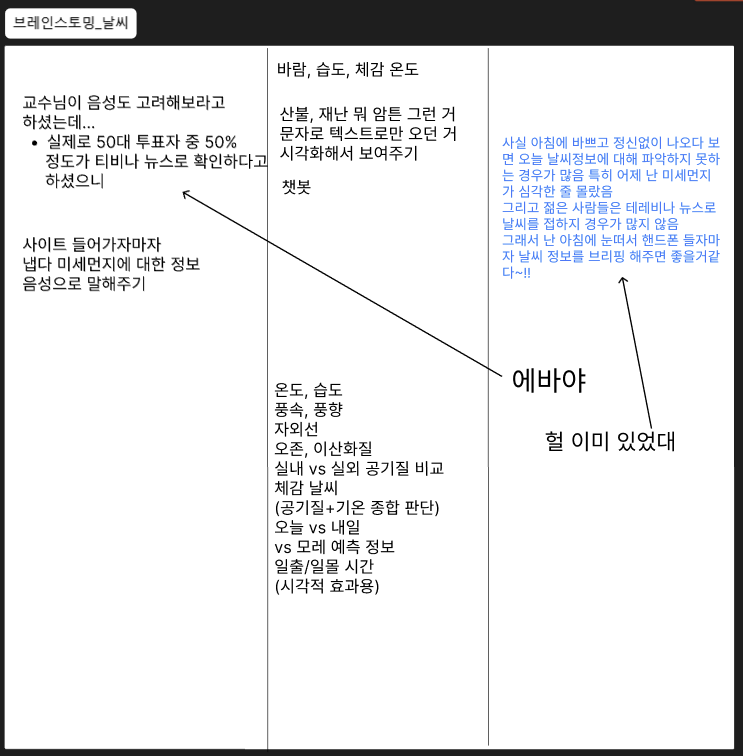 브레인스토밍_날씨
교수님이 음성도 고려해보라고
하셨는데...
• 실제로 50대 투표자 중 50%
정도가 티비나 뉴스로 확인하다고
하셨으니
사이트 들어가자마자
냅다 미세먼지에 대한 정보
음성으로 말해주기
바람, 습도, 체감 온도
산불, 재난 뭐 암튼 그런 거
문자로 텍스트로만 오던 거
시각화해서 보여주기
챗봇
온도, 습도
풍속, 풍향
자외선
오존, 이산화질
실내 vs 실외 공기질 비교
체감 날씨
(공기질+기온 종합 판단)
오늘 vs 내일
vs 모레 예측 정보
일출/일몰 시간
(시각적 효과용)
사실 아침에 바쁘고 정신없이 나오다 보
면 오늘 날씨정보에 대해 파악하지 못하
는 경우가 많음 특히 어제 난 미세먼지
가 심각한 줄 몰랐음
그리고 젊은 사람들은 테레비나 뉴스로
날씨를 접하지 경우가 많지 않음
그래서 난 아침에 눈떠서 핸드폰 들자마
자 날씨 정보를 브리핑 해주면 좋을거같
다~!!
에바야
헐 이미 있었대